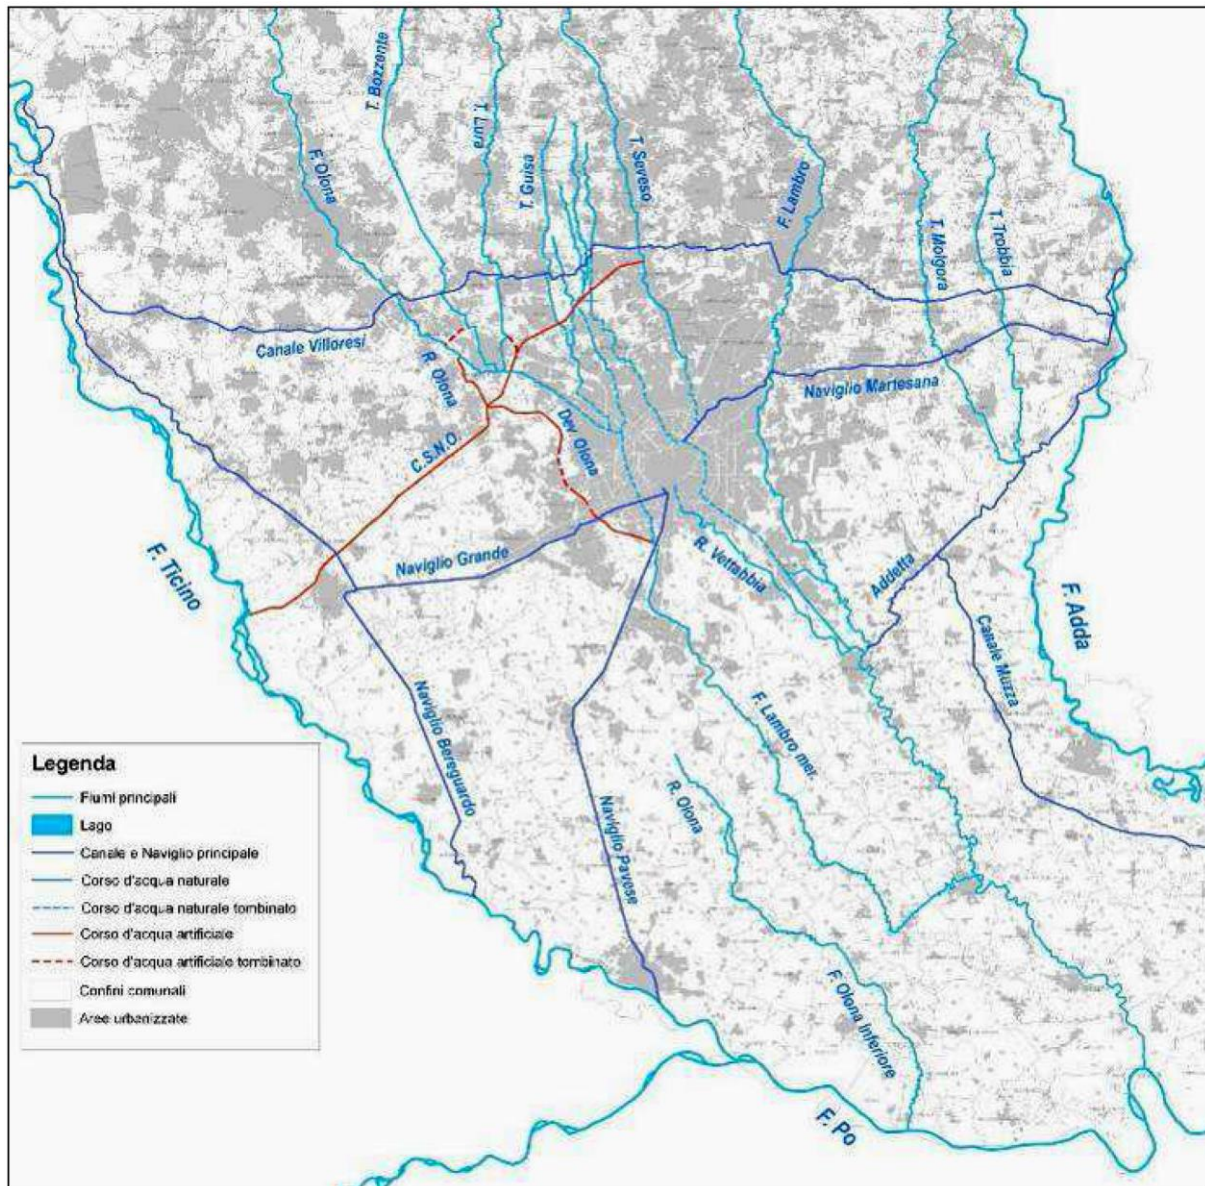 T. Bozzente
T. Lura
T. Guisa
T. Seveso
F. Olona
F. Lambro
T. Molgora
T. Trobbia
Canale Villoresi
R. Olona
Naviglio Martesana
Dev. Olona
C.S.N.O.
F. Ticino
Naviglio Grande
R. Vettabbia
Addetta
F. Adda
Canale Muzza
Naviglio Bereguardo
F. Lambro mer.
R. Olona
Naviglio Pavese
F. Olona Inferiore
F. Po
Legenda
Fiumi principali
Lago
Canale e Naviglio principale
Corso d'acqua naturale
Corso d'acqua naturale tombinato
Corso d'acqua artificiale
Corso d'acqua artificiale tombinato
Confini comunali
Aree urbanizzate